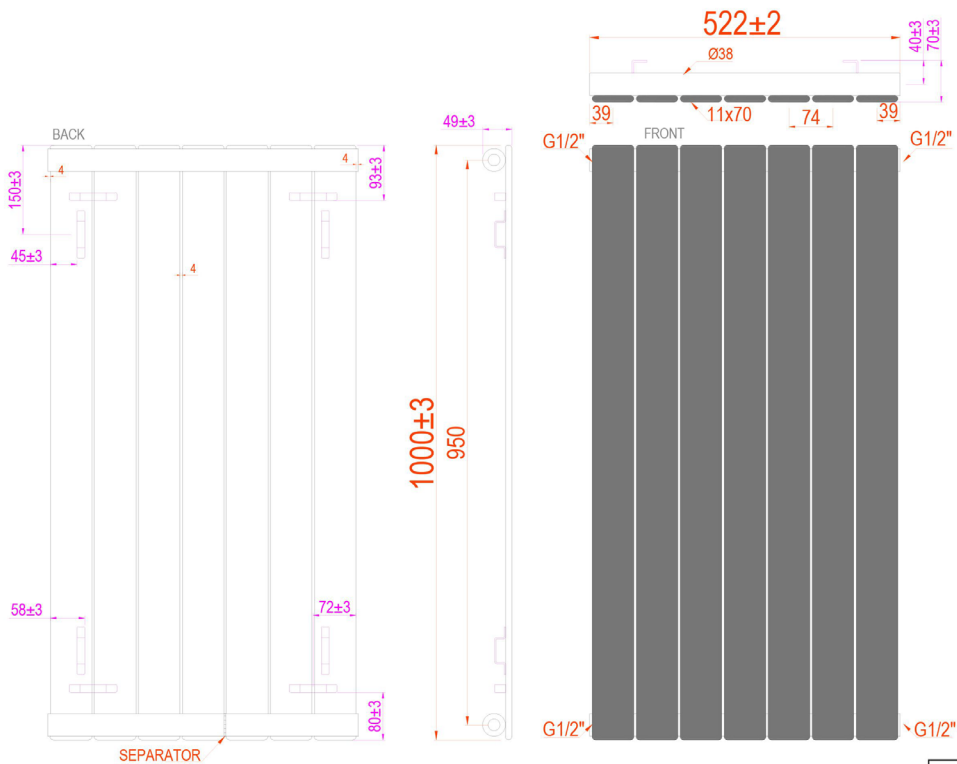 522±2
40±3
70±3
Ø38
39
11x70
74
39
BACK
49±3
FRONT
G1/2"
G1/2"
4
4
150±3
93±3
45±3
4
1000±3
950
58±3
72±3
80±3
G1/2"
G1/2"
SEPARATOR